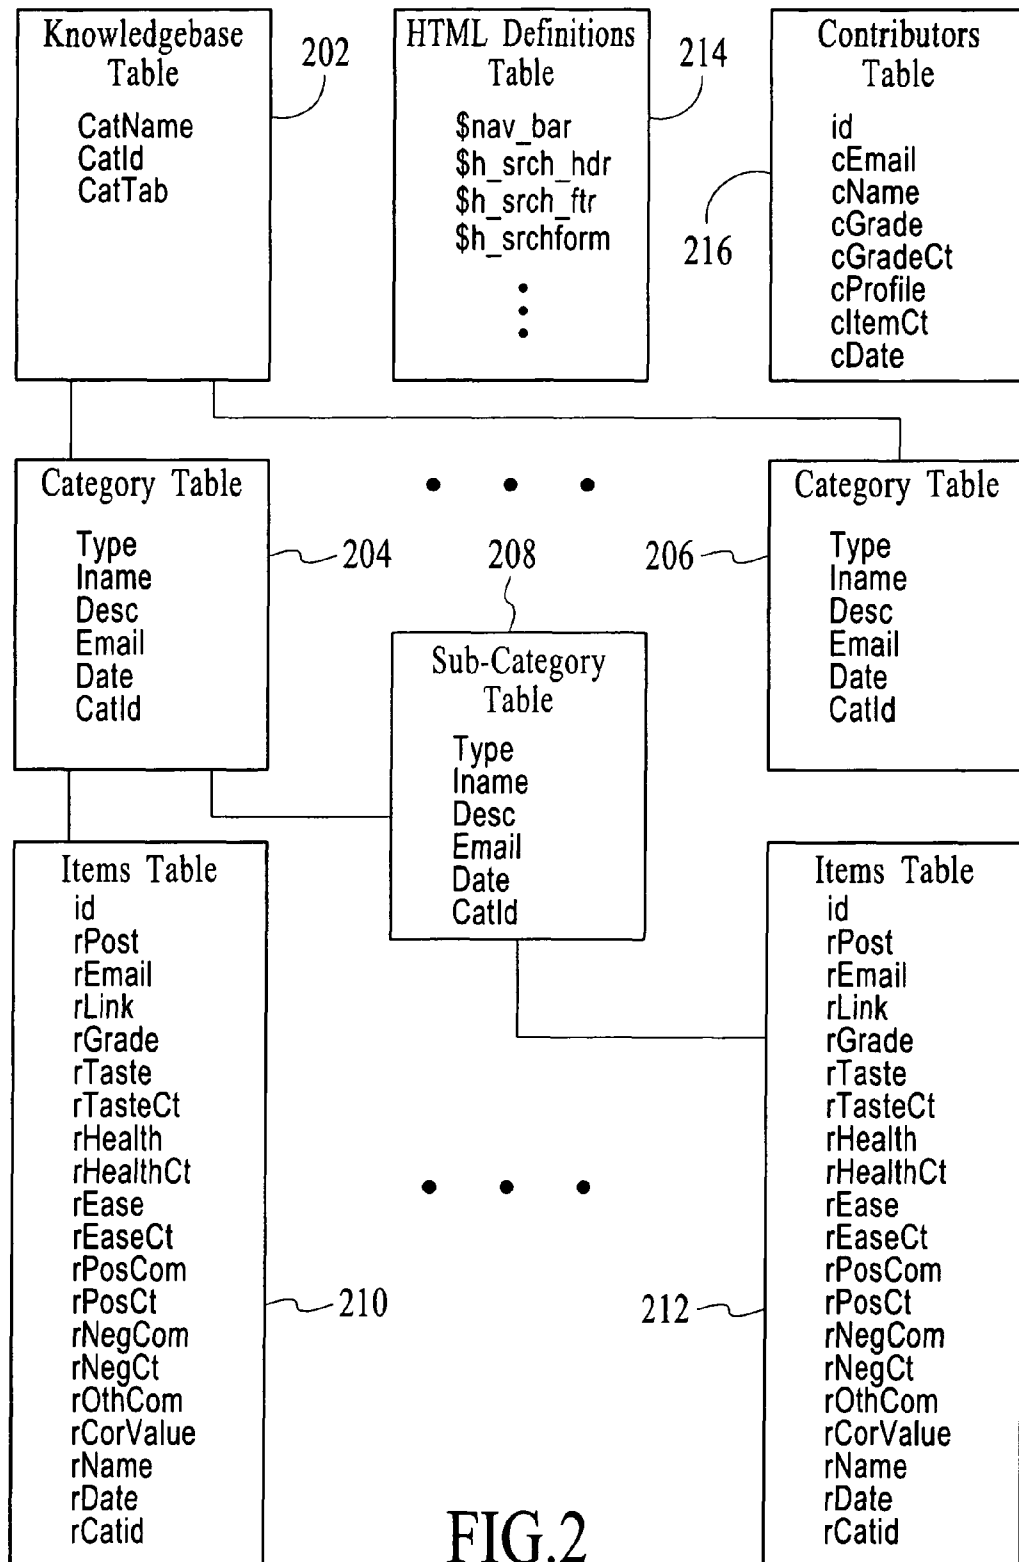 Knowledgebase
Table
CatName
CatId
CatTab
202
HTML Definitions
Table
$nav_bar
$h_srch_hdr
$h_srch_ftr
$h_srchform
214
Contributors
Table
id
cEmail
cName
cGrade
cGradeCt
cProfile
cItemCt
cDate
216
Category Table
Type
Iname
Desc
Email
Date
CatId
204
208
Sub-Category
Table
Type
Iname
Desc
Email
Date
CatId
206
Category Table
Type
Iname
Desc
Email
Date
CatId
Items Table
id
rPost
rEmail
rLink
rGrade
rTaste
rTasteCt
rHealth
rHealthCt
rEase
rEaseCt
rPosCom
rPosCt
rNegCom
rNegCt
rOthCom
rCorValue
rName
rDate
rCatid
210
212
Items Table
id
rPost
rEmail
rLink
rGrade
rTaste
rTasteCt
rHealth
rHealthCt
rEase
rEaseCt
rPosCom
rPosCt
rNegCom
rNegCt
rOthCom
rCorValue
rName
rDate
rCatid
FIG.2